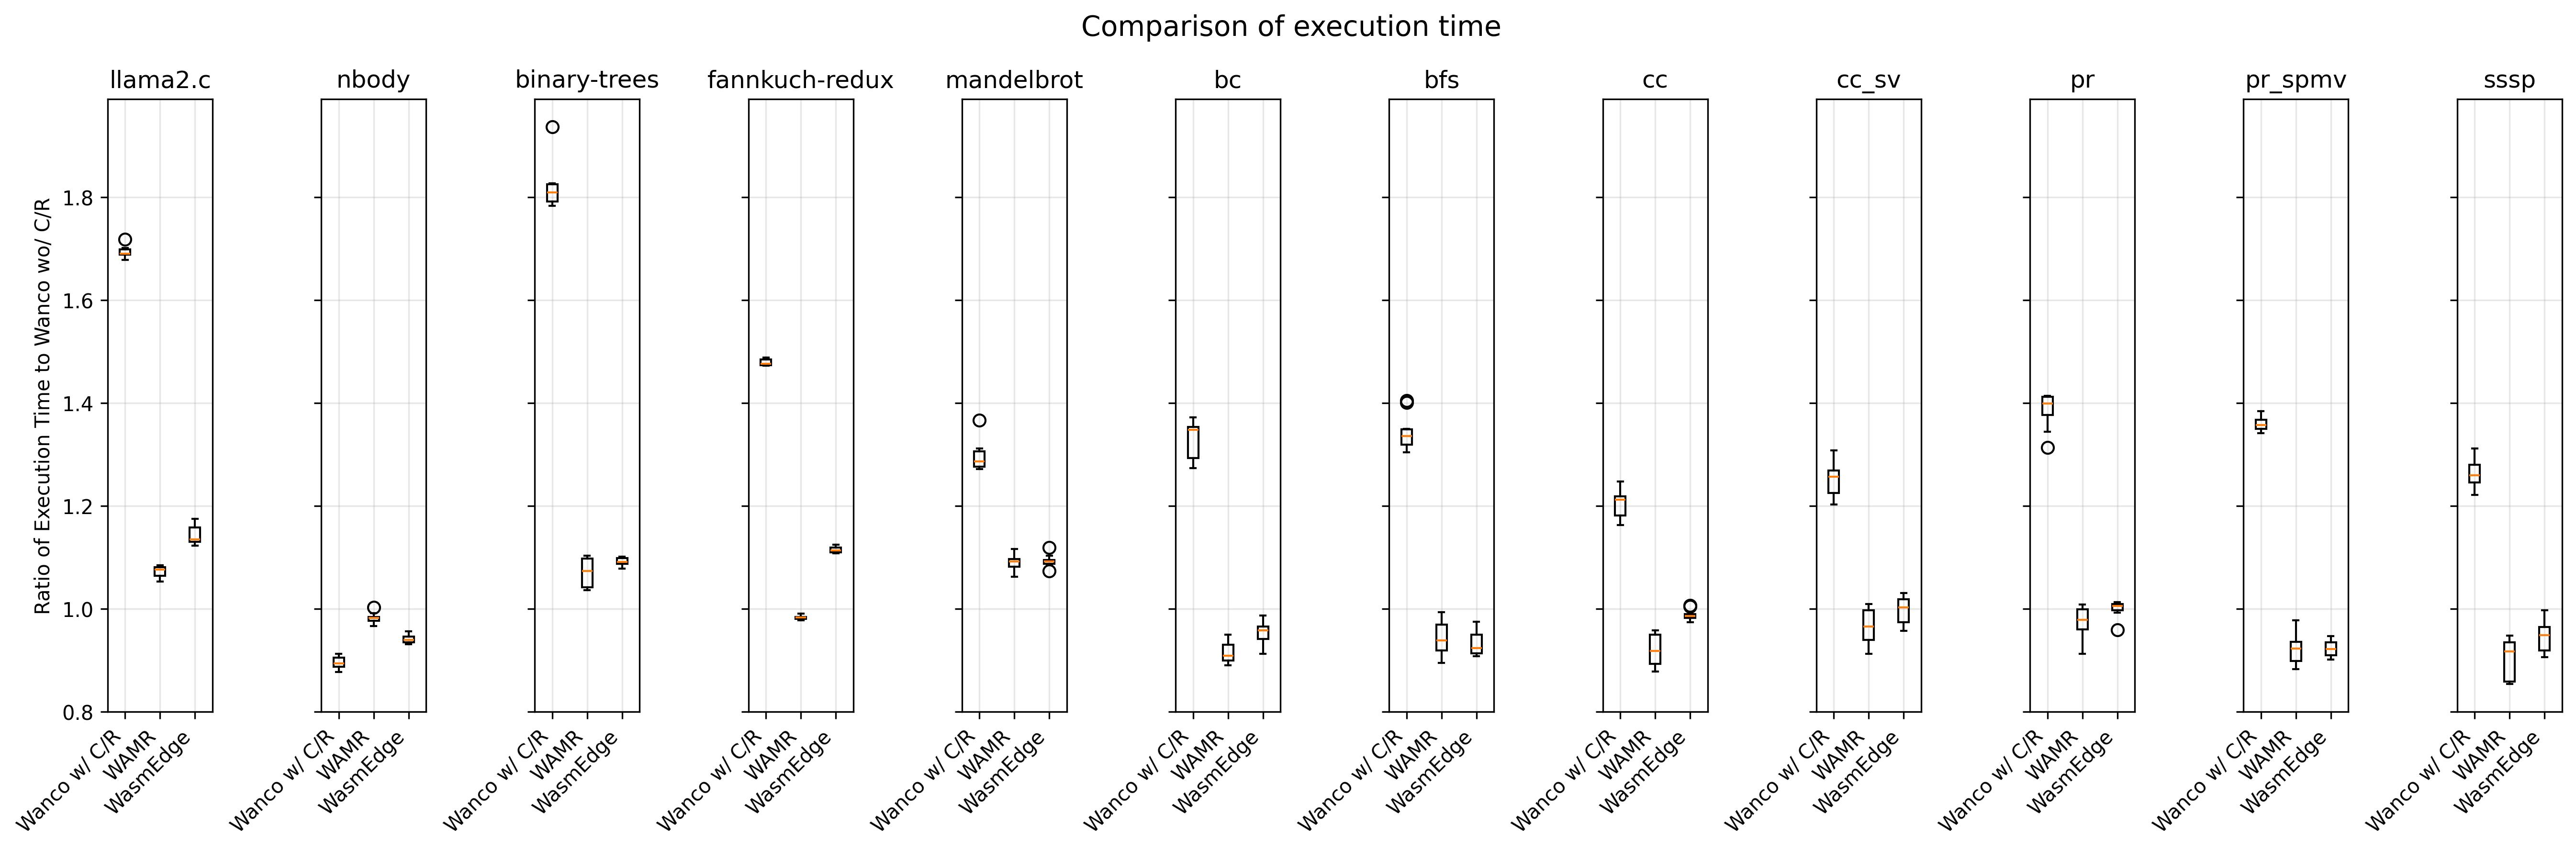 Comparison of execution time
llama2.c
nbody
binary-trees
fannkuch-redux
mandelbrot
bc
bfs
cc
cc_sv
pr
pr_spmv
sssp
Ratio of Execution Time to Wanco wo/ C/R
1.8
1.6
1.4
1.2
1.0
0.8
Wanco w/ C/R
WAMR
WasmEdge
Wanco w/ C/R
WAMR
WasmEdge
Wanco w/ C/R
WAMR
WasmEdge
Wanco w/ C/R
WAMR
WasmEdge
Wanco w/ C/R
WAMR
WasmEdge
Wanco w/ C/R
WAMR
WasmEdge
Wanco w/ C/R
WAMR
WasmEdge
Wanco w/ C/R
WAMR
WasmEdge
Wanco w/ C/R
WAMR
WasmEdge
Wanco w/ C/R
WAMR
WasmEdge
Wanco w/ C/R
WAMR
WasmEdge
Wanco w/ C/R
WAMR
WasmEdge